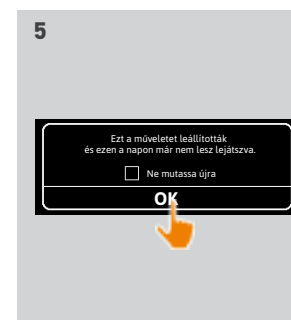 5
Ezt a műveletet leállították
és ezen a napon már nem lesz lejátszva.
Ne mutassa újra
OK